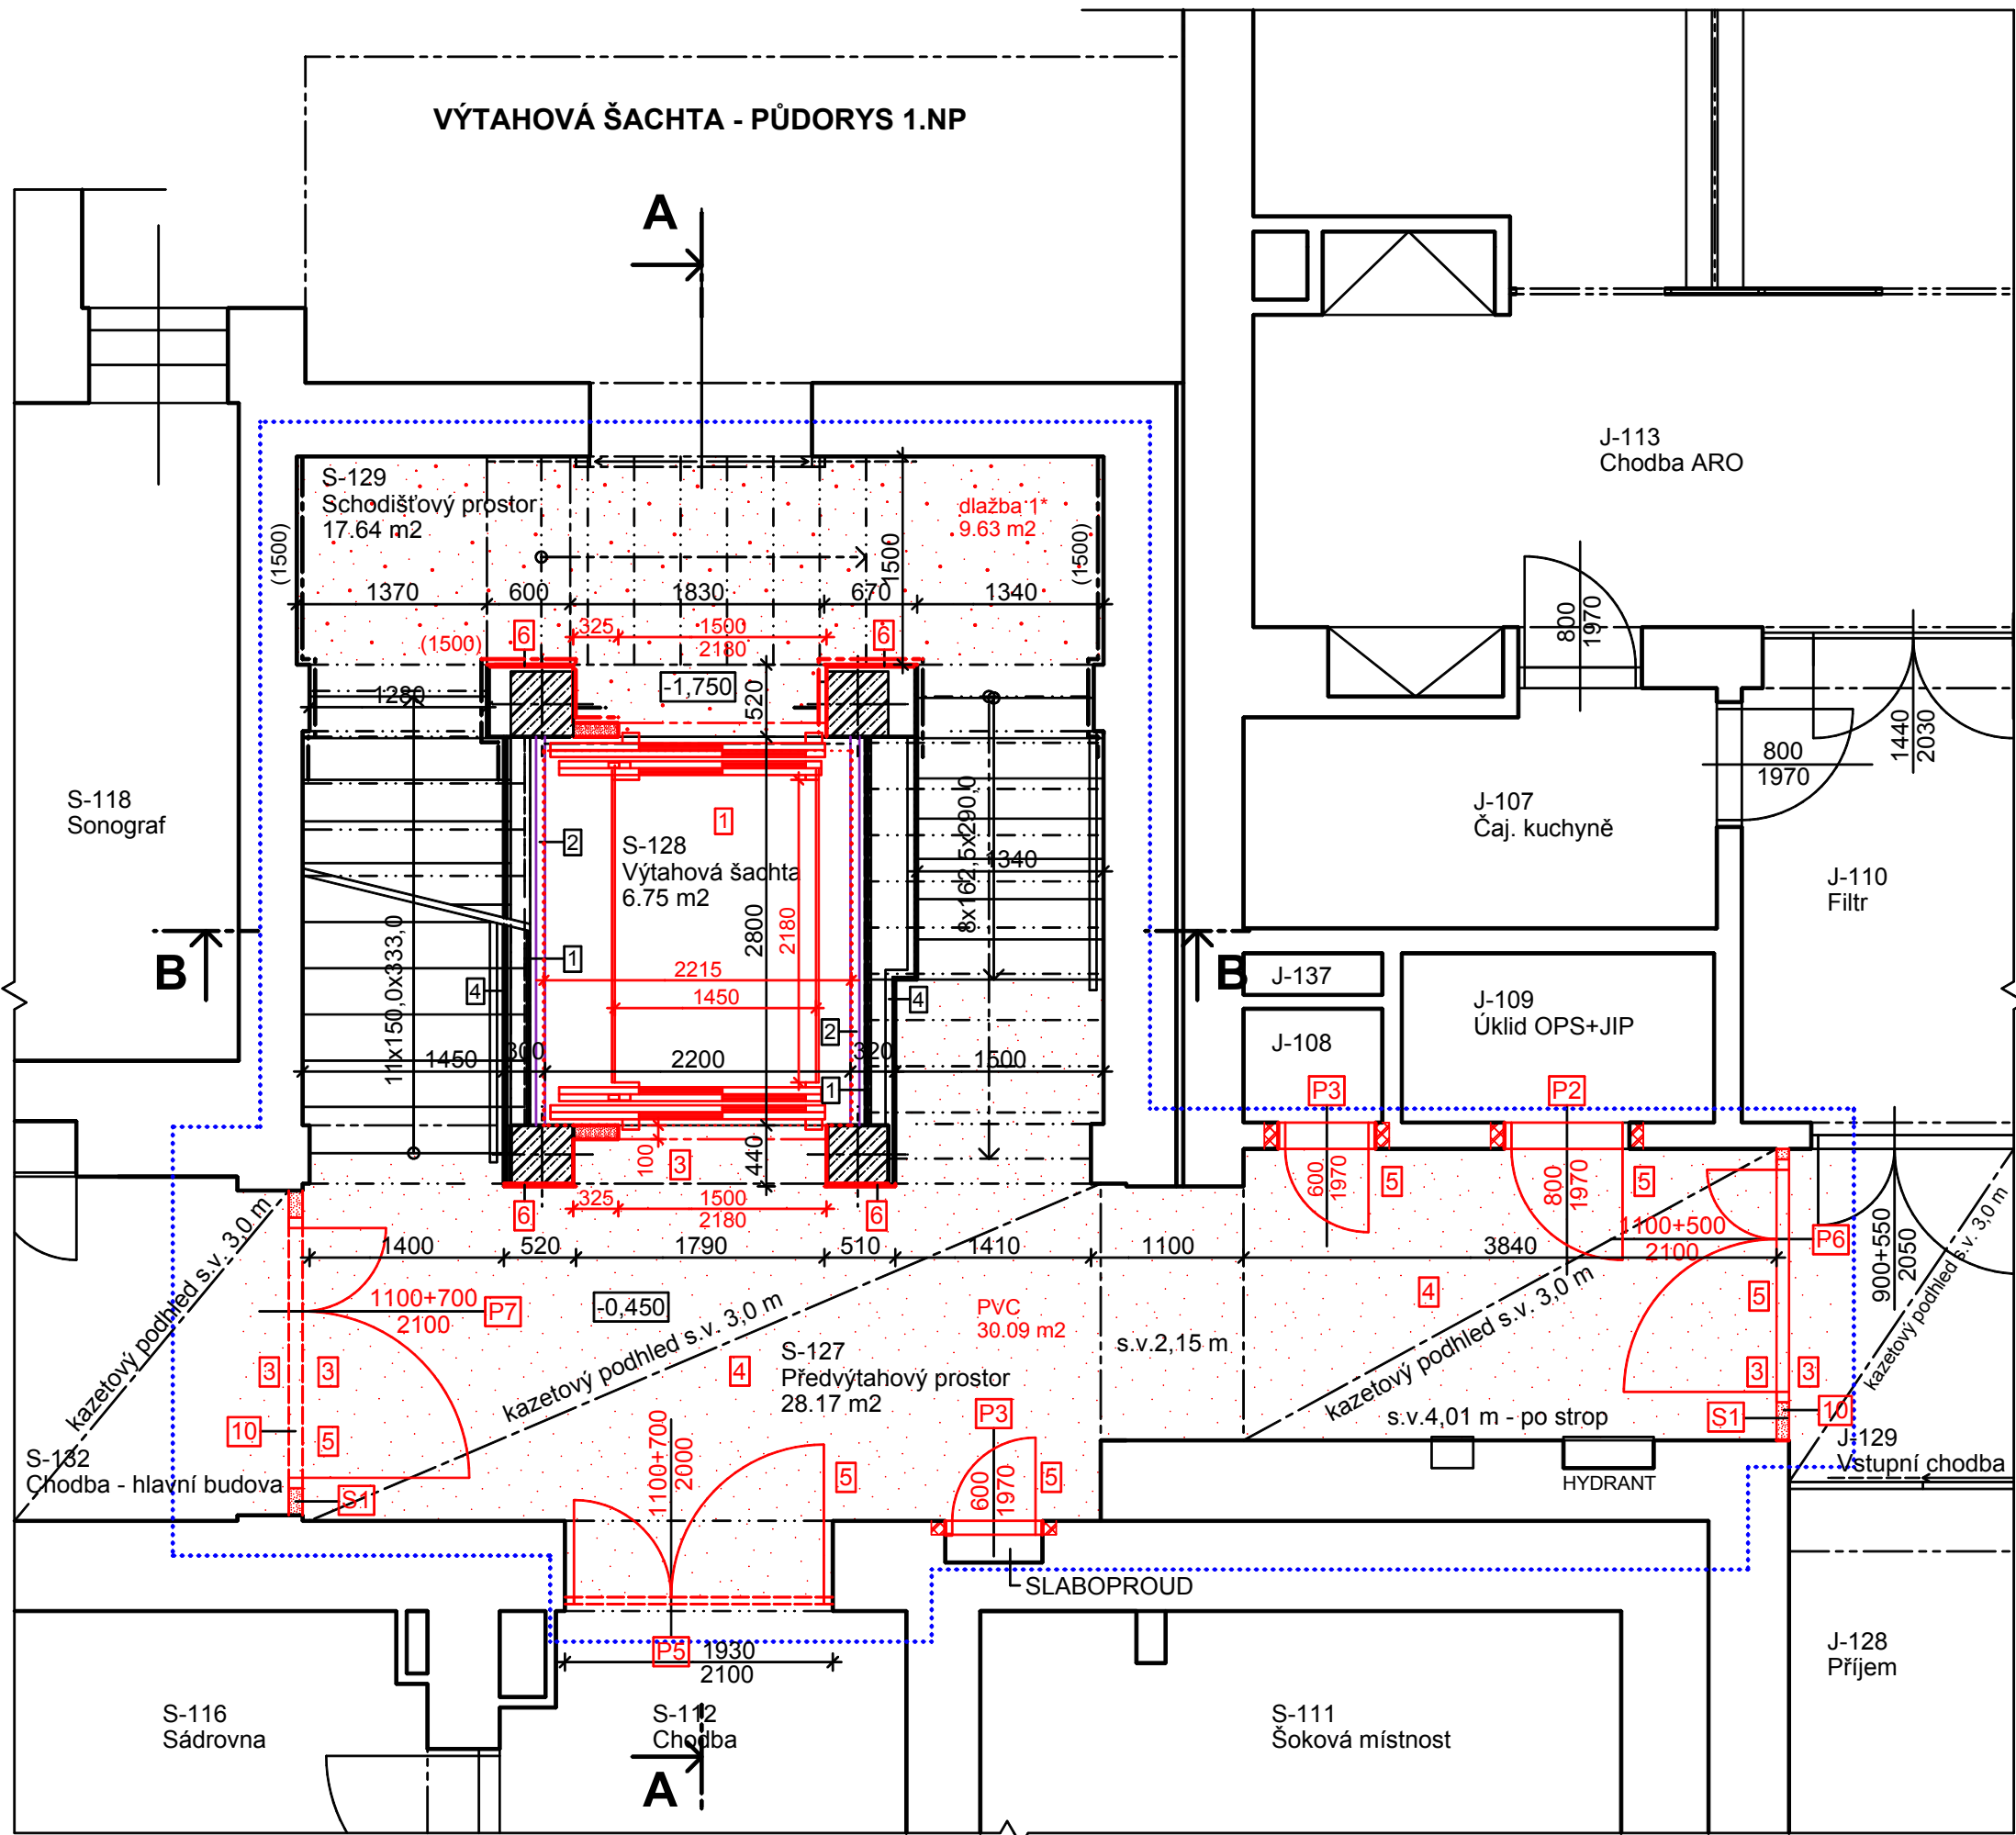 VÝTAHOVÁ ŠACHTA - PŮDORYS 1.NP
A
J-113
Chodba ARO
S-129
Schodišťový prostor
17.64 m2
dlažba 1*
9.63 m2
(1500)
1500
(1500)
1370
600
1830
670
1340
(1500)
6
325
1500
2180
6
800
1970
-1,750
1280
520
1440
2030
800
1970
S-118
Sonograf
1
2
S-128
Výtahová šachta
6.75 m2
8x162,5x290,0
1340
J-107
Čaj. kuchyně
J-110
Filtr
11x150,0x333,0
2800
2180
B
1
2215
B
J-137
4
1450
4
J-109
Úklid OPS+JIP
2
J-108
1450
300
2200
320
1500
1
P3
P2
100
3
440
600
1970
5
800
1970
5
6
325
1500
2180
6
1100+500
2100
P6
900+550
2050
kazetový podhled s.v. 3,0 m
1400
520
1790
510
1410
1100
3840
kazetový podhled s.v. 3,0 m
1100+700
2100
P7
-0,450
PVC
30.09 m2
4
5
kazetový podhled s.v. 3,0 m
s.v.2,15 m
kazetový podhled s.v. 3,0 m
3
3
4
S-127
Předvýtahový prostor
28.17 m2
3
3
10
5
1100+700
2000
P3
s.v.4,01 m - po strop
S1
10
S-132
Chodba - hlavní budova
S1
5
600
1970
5
HYDRANT
J-129
Vstupní chodba
SLABOPROUD
P5
1930
2100
J-128
Příjem
S-116
Sádrovna
S-112
Chodba
S-111
Šoková místnost
A